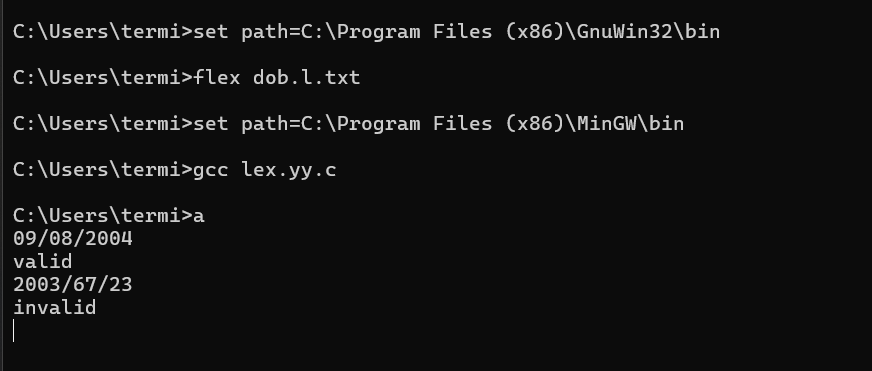 C:\Users\termi>set path=C:\Program Files (x86)\GnuWin32\bin
C:\Users\termi>flex dob.l.txt
C:\Users\termi>set path=C:\Program Files (x86)\MinGW\bin
C:\Users\termi>gcc lex.yy.c
C:\Users\termi>a
09/08/2004
valid
2003/67/23
invalid